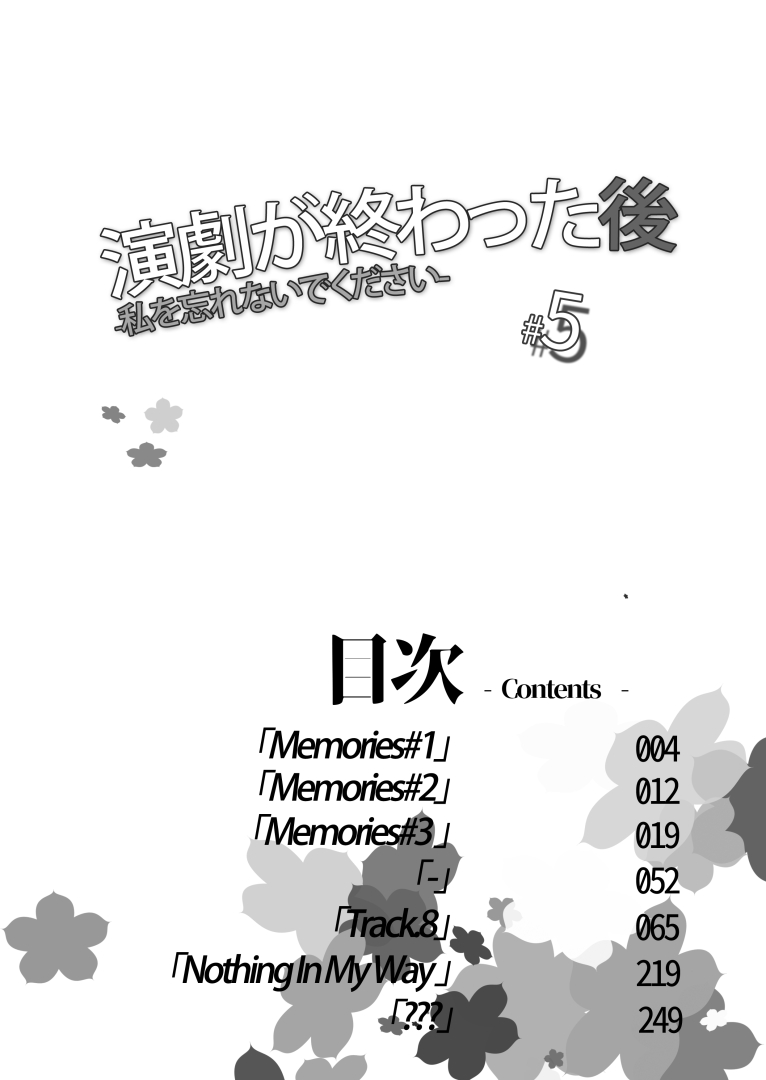 演劇が終わった後
-私を忘れないでください-
#5
目次 - Contents -
「Memories#1」 004
「Memories#2」 012
「Memories#3」 019
「-」 052
「Track.8」 065
「Nothing In My Way」 219
「???」 249